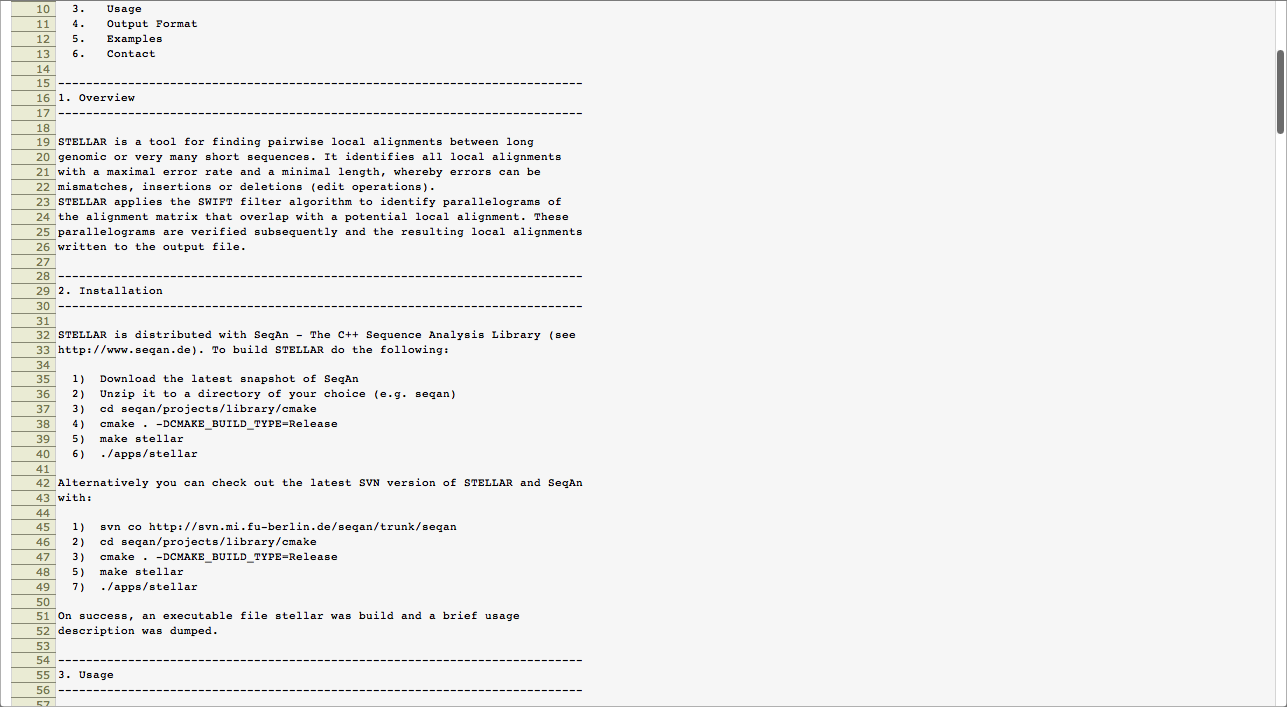 10 3. Usage
11 4. Output Format
12 5. Examples
13 6. Contact
14
15 ---------------------------------------------------------------------------
16 1. Overview
17 ---------------------------------------------------------------------------
18
19 STELLAR is a tool for finding pairwise local alignments between long
20 genomic or very many short sequences. It identifies all local alignments
21 with a maximal error rate and a minimal length, whereby errors can be
22 mismatches, insertions or deletions (edit operations).
23 STELLAR applies the SWIFT filter algorithm to identify parallelograms of
24 the alignment matrix that overlap with a potential local alignment. These
25 parallelograms are verified subsequently and the resulting local alignments
26 written to the output file.
27
28 ---------------------------------------------------------------------------
29 2. Installation
30 ---------------------------------------------------------------------------
31
32 STELLAR is distributed with SeqAn - The C++ Sequence Analysis Library (see
33 http://www.seqan.de). To build STELLAR do the following:
34
35 1) Download the latest snapshot of SeqAn
36 2) Unzip it to a directory of your choice (e.g. seqan)
37 3) cd seqan/projects/library/cmake
38 4) cmake . -DCMAKE_BUILD_TYPE=Release
39 5) make stellar
40 6) ./apps/stellar
41
42 Alternatively you can check out the latest SVN version of STELLAR and SeqAn
43 with:
44
45 1) svn co http://svn.mi.fu-berlin.de/seqan/trunk/seqan
46 2) cd seqan/projects/library/cmake
47 3) cmake . -DCMAKE_BUILD_TYPE=Release
48 5) make stellar
49 7) ./apps/stellar
50
51 On success, an executable file stellar was build and a brief usage
52 description was dumped.
53
54 ---------------------------------------------------------------------------
55 3. Usage
56 ---------------------------------------------------------------------------
57